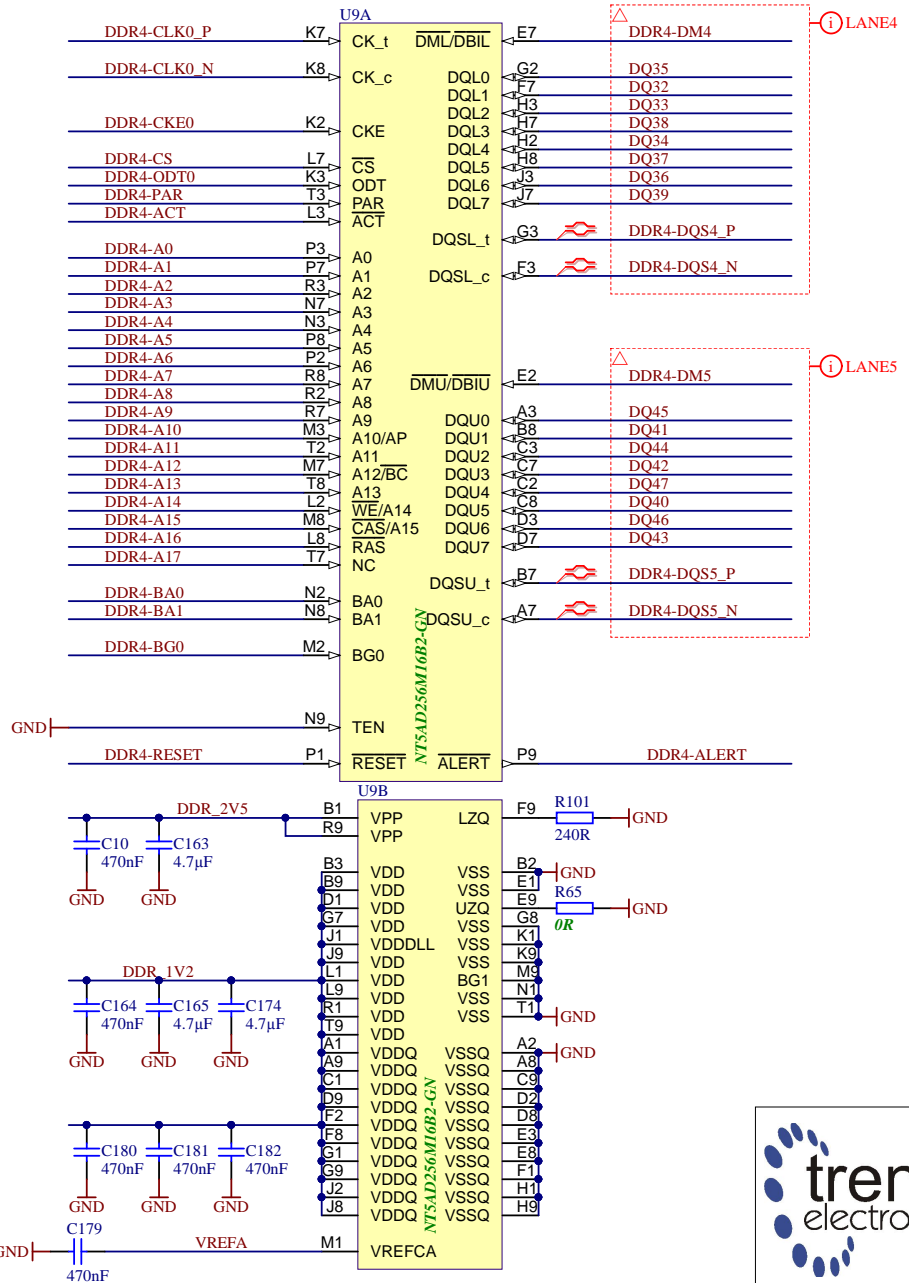 U9A
DDR4-CLK0_P K7 CK_t DML/DBIL E7 DDR4-DM4 i LANE4
DDR4-CLK0_N K8 CK_c DQL0 G2 DQ35
DQL1 F7 DQ32
DQL2 H3 DQ33
DDR4-CKE0 K2 CKE DQL3 H7 DQ38
DQL4 H2 DQ34
DDR4-CS L7 CS DQL5 H8 DQ37
DDR4-ODT0 K3 ODT DQL6 J3 DQ36
DDR4-PAR T3 PAR DQL7 J7 DQ39
DDR4-ACT L3 ACT
DQSL_t G3 DDR4-DQS4_P
DDR4-A0 P3 A0
DDR4-A1 P7 A1 DQSL_c F3 DDR4-DQS4_N
DDR4-A2 R3 A2
DDR4-A3 N7 A3
DDR4-A4 N3 A4
DDR4-A5 P8 A5
DDR4-A6 P2 A6 i LANE5
DDR4-A7 R8 A7 DMU/DBIU E2 DDR4-DM5
DDR4-A8 R2 A8
DDR4-A9 R7 A9 DQU0 A3 DQ45
DDR4-A10 M3 A10/AP DQU1 B8 DQ41
DDR4-A11 T2 A11 DQU2 C3 DQ44
DDR4-A12 M7 A12/BC DQU3 C7 DQ42
DDR4-A13 T8 A13 DQU4 C2 DQ47
DDR4-A14 L2 WE/A14 DQU5 C8 DQ40
DDR4-A15 M8 CAS/A15 DQU6 D3 DQ46
DDR4-A16 L8 RAS DQU7 D7 DQ43
DDR4-A17 T7 NC
DQSU_t B7 DDR4-DQS5_P
DDR4-BA0 N2 BA0
DDR4-BA1 N8 BA1 DQSU_c A7 DDR4-DQS5_N
DDR4-BG0 M2 BG0
NT5AD256M16B2-GN
GND N9 TEN
DDR4-RESET P1 RESET ALERT P9 DDR4-ALERT
U9B
DDR_2V5 B1 VPP LZQ F9 R101 GND
R9 VPP 240R
C10 C163
470nF 4.7µF
GND GND
B3 VDD VSS B2 GND
B9 VDD VSS E1
D1 VDD UZQ E9 R65 GND
0R
G7 VDD VSS G8
J1 VDDDLL VSS K1
J9 VDD VSS K9
DDR_1V2 L1 VDD BG1 M9
L9 VDD VSS N1
R1 VDD VSS T1 GND
T9 VDD
C164 C165 C174
470nF 4.7µF 4.7µF
GND GND GND
A1 VDDQ VSSQ A2 GND
A9 VDDQ VSSQ A8
C1 VDDQ VSSQ C9
D9 VDDQ VSSQ D2
F2 VDDQ VSSQ D8
F8 VDDQ VSSQ E3
G1 VDDQ VSSQ E8
G9 VDDQ VSSQ F1
J2 VDDQ VSSQ H1
J8 VDDQ VSSQ H9
C180 C181 C182
470nF 470nF 470nF
GND GND GND
NT5AD256M16B2-GN
C179
GND VREFA M1 VREFCA
470nF
tren
electro